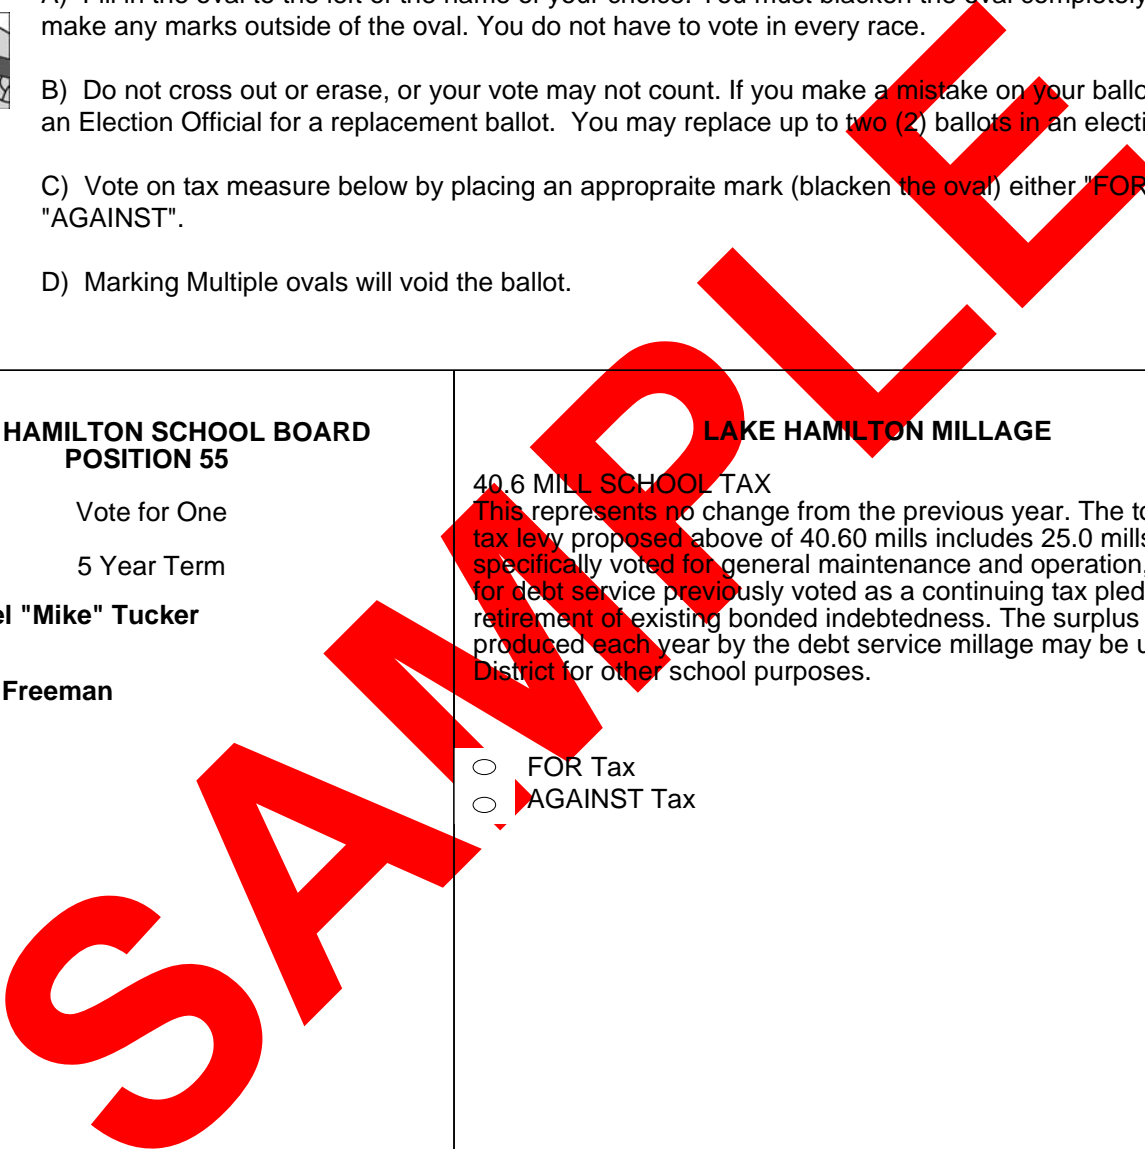 make any marks outside of the oval. You do not have to vote in every race.
B) Do not cross out or erase, or your vote may not count. If you make a mistake on your ballo
an Election Official for a replacement ballot. You may replace up to two (2) ballots in an electi
C) Vote on tax measure below by placing an appropraite mark (blacken the oval) either "FOR
"AGAINST".
D) Marking Multiple ovals will void the ballot.
HAMILTON SCHOOL BOARD
POSITION 55
Vote for One
5 Year Term
el "Mike" Tucker
Freeman
LAKE HAMILTON MILLAGE
40.6 MILL SCHOOL TAX
This represents no change from the previous year. The to
tax levy proposed above of 40.60 mills includes 25.0 mills
specifically voted for general maintenance and operation,
for debt service previously voted as a continuing tax pled
retirement of existing bonded indebtedness. The surplus
produced each year by the debt service millage may be u
District for other school purposes.
FOR Tax
AGAINST Tax
SAMPLE